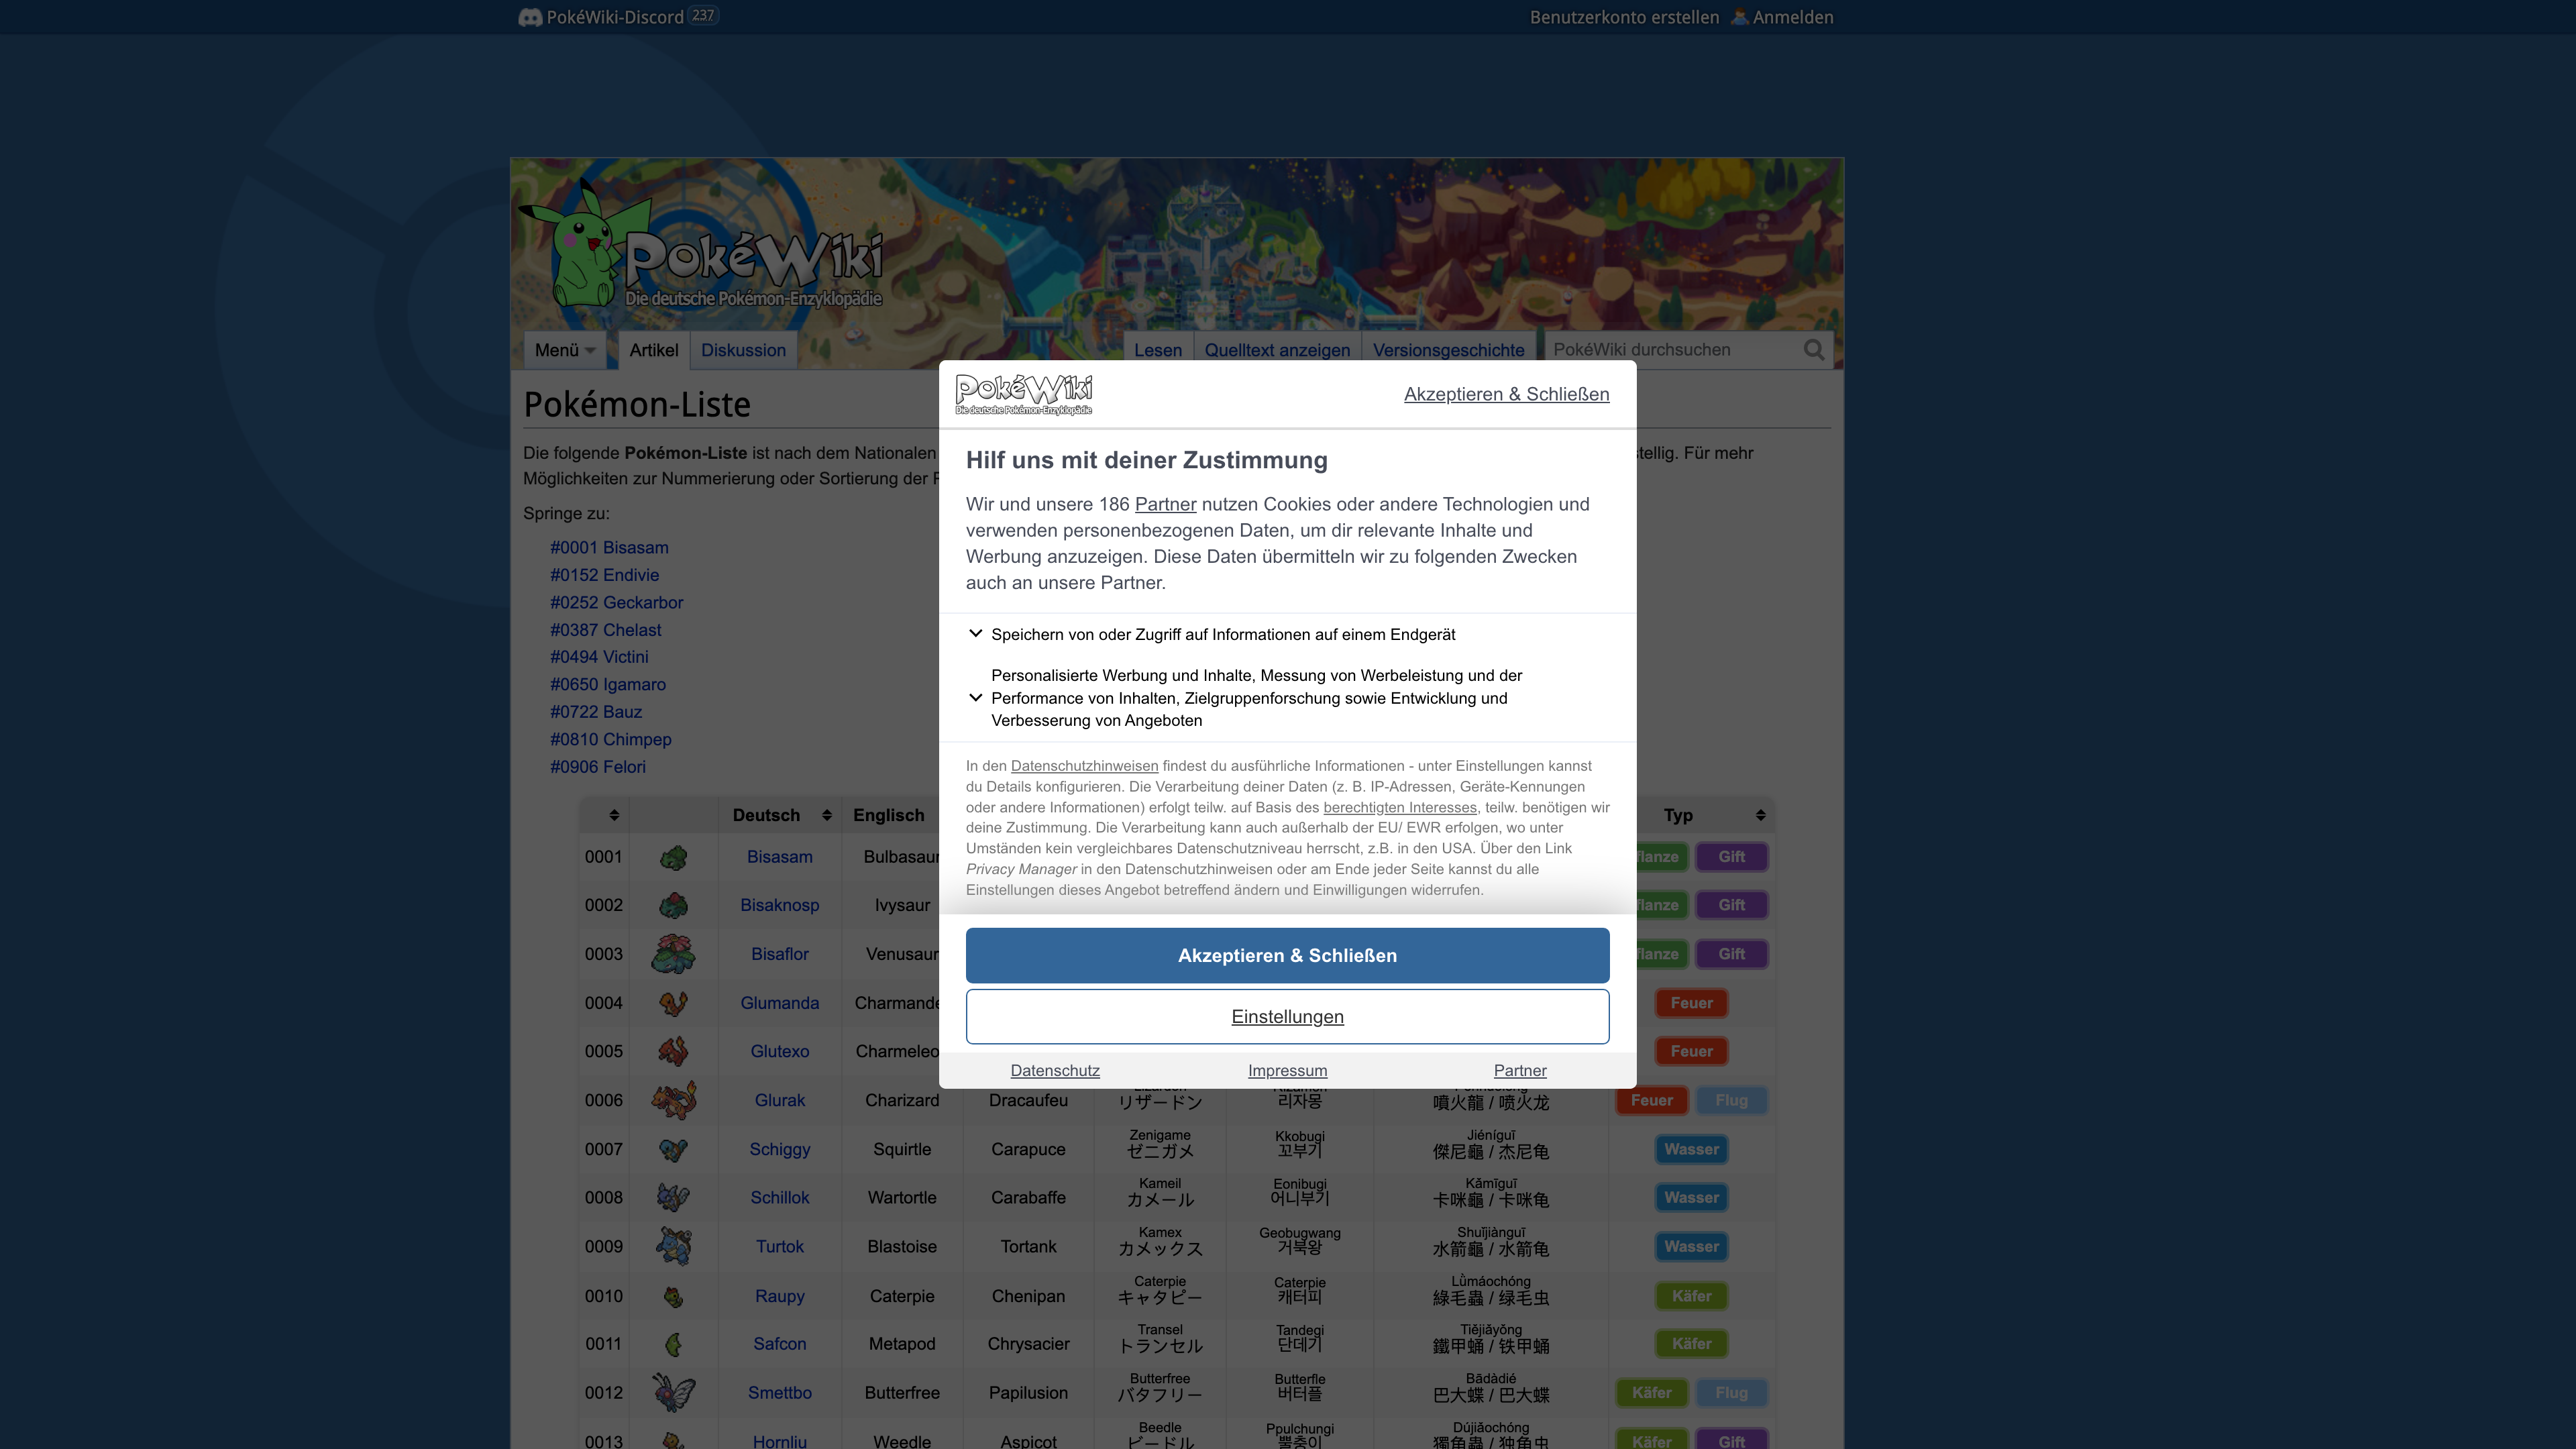 PokéWiki-Discord 237
Benutzerkonto erstellen Anmelden
PokéWiki
Die deutsche Pokémon-Enzyklopädie
Menü Artikel Diskussion Lesen Quelltext anzeigen Versionsgeschichte PokéWiki durchsuchen
Pokémon-Liste
Die folgende Pokémon-Liste ist nach dem Nationalen
stellig. Für mehr
Möglichkeiten zur Nummerierung oder Sortierung der
Springe zu:
#0001 Bisasam
#0152 Endivie
#0252 Geckarbor
#0387 Chelast
#0494 Victini
#0650 Igamaro
#0722 Bauz
#0810 Chimpep
#0906 Felori
PokéWiki
Die deutsche Pokémon-Enzyklopädie
Akzeptieren & Schließen
Hilf uns mit deiner Zustimmung
Wir und unsere 186 Partner nutzen Cookies oder andere Technologien und
verwenden personenbezogenen Daten, um dir relevante Inhalte und
Werbung anzuzeigen. Diese Daten übermitteln wir zu folgenden Zwecken
auch an unsere Partner.
Speichern von oder Zugriff auf Informationen auf einem Endgerät
Personalisierte Werbung und Inhalte, Messung von Werbeleistung und der
Performance von Inhalten, Zielgruppenforschung sowie Entwicklung und
Verbesserung von Angeboten
In den Datenschutzhinweisen findest du ausführliche Informationen - unter Einstellungen kannst
du Details konfigurieren. Die Verarbeitung deiner Daten (z. B. IP-Adressen, Geräte-Kennungen
oder andere Informationen) erfolgt teilw. auf Basis des berechtigten Interesses, teilw. benötigen wir
deine Zustimmung. Die Verarbeitung kann auch außerhalb der EU/ EWR erfolgen, wo unter
Umständen kein vergleichbares Datenschutzniveau herrscht, z.B. in den USA. Über den Link
Privacy Manager in den Datenschutzhinweisen oder am Ende jeder Seite kannst du alle
Einstellungen dieses Angebot betreffend ändern und Einwilligungen widerrufen.
Akzeptieren & Schließen
Einstellungen
Datenschutz Impressum Partner
Deutsch Englisch Typ
0001 Bisasam Bulbasaur flanze Gift
0002 Bisaknosp Ivysaur flanze Gift
0003 Bisaflor Venusaur flanze Gift
0004 Glumanda Charmande Feuer
0005 Glutexo Charmeleo Feuer
0006 Glurak Charizard Dracaufeu リザードン 리자몽 噴火龍 / 喷火龙 Feuer Flug
Zenigame Kkobugi Jiéníguī
0007 Schiggy Squirtle Carapuce ゼニガメ 꼬부기 傑尼龜 / 杰尼龟 Wasser
Kameil Eonibugi Kǎmīguī
0008 Schillok Wartortle Carabaffe カメール 어니부기 卡咪龜 / 卡咪龟 Wasser
Kamex Geobugwang Shuǐjiànguī
0009 Turtok Blastoise Tortank カメックス 거북왕 水箭龜 / 水箭龟 Wasser
Caterpie Caterpie Lǜmáochóng
0010 Raupy Caterpie Chenipan キャタピー 캐터피 綠毛蟲 / 绿毛虫 Käfer
Transel Tandegi Tiějiǎyǒng
0011 Safcon Metapod Chrysacier トランセル 단데기 鐵甲蛹 / 铁甲蛹 Käfer
Butterfree Butterfle Bādàdié
0012 Smettbo Butterfree Papilusion バタフリー 버터플 巴大蝶 / 巴大蝶 Käfer Flug
Beedle Ppulchungi Dújiǎochóng
0013 Hornliu Weedle Aspicot ビードル 뿔충이 獨角蟲 / 独角虫 Käfer Gift